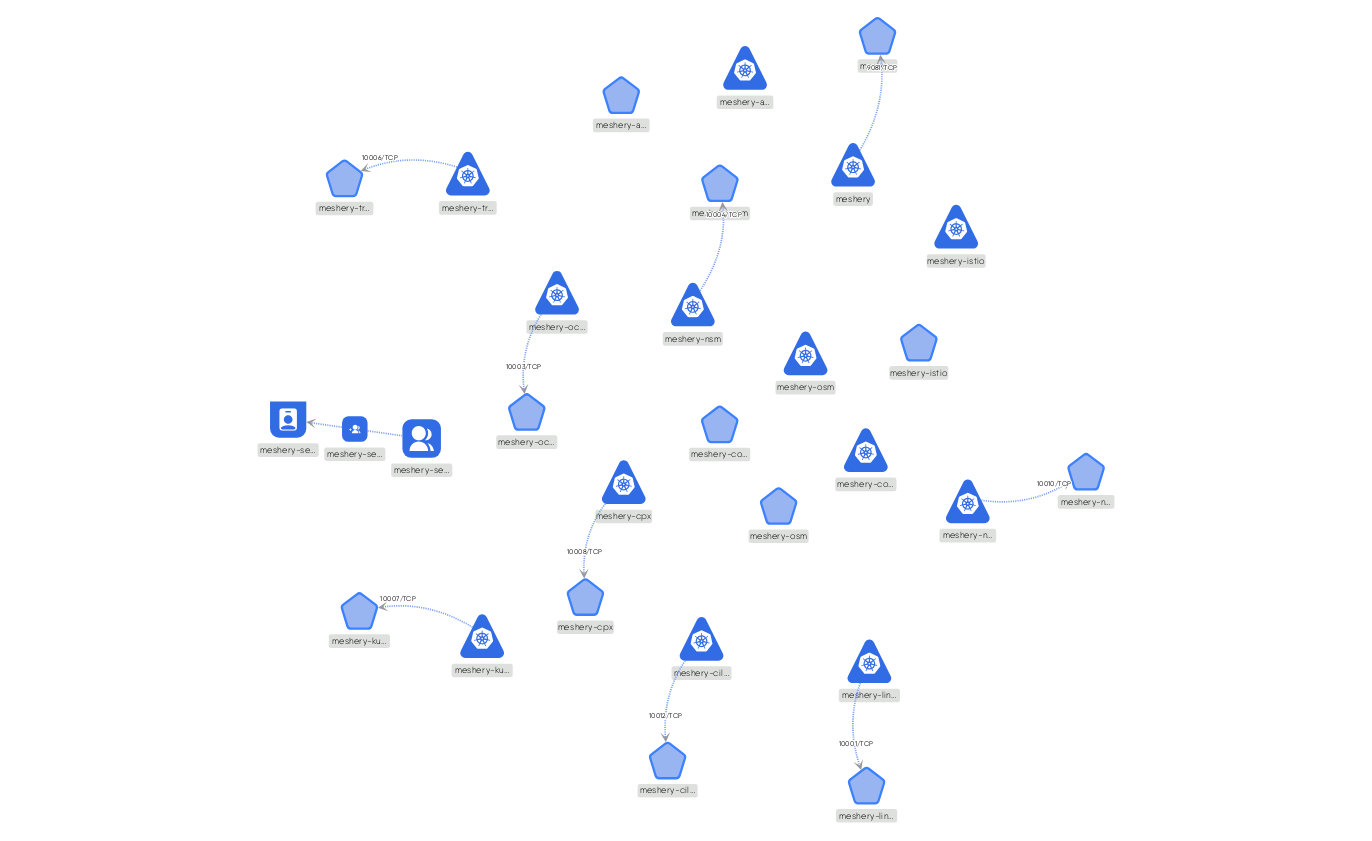 9081/TCP
meshery-a...
meshery-a...
10006/TCP
meshery-tr...
meshery-tr...
meshery
10004/TCP
meshery-istio
meshery-oc...
meshery-nsm
10003/TCP
meshery-istio
meshery-osm
meshery-oc...
meshery-se...
meshery-se...
meshery-se...
meshery-co...
meshery-co...
10010/TCP
meshery-n...
meshery-cpx
meshery-osm
meshery-n...
10008/TCP
10007/TCP
meshery-cpx
meshery-ku...
meshery-ku...
meshery-cil...
meshery-lin...
10012/TCP
10001/TCP
meshery-cil...
meshery-lin...